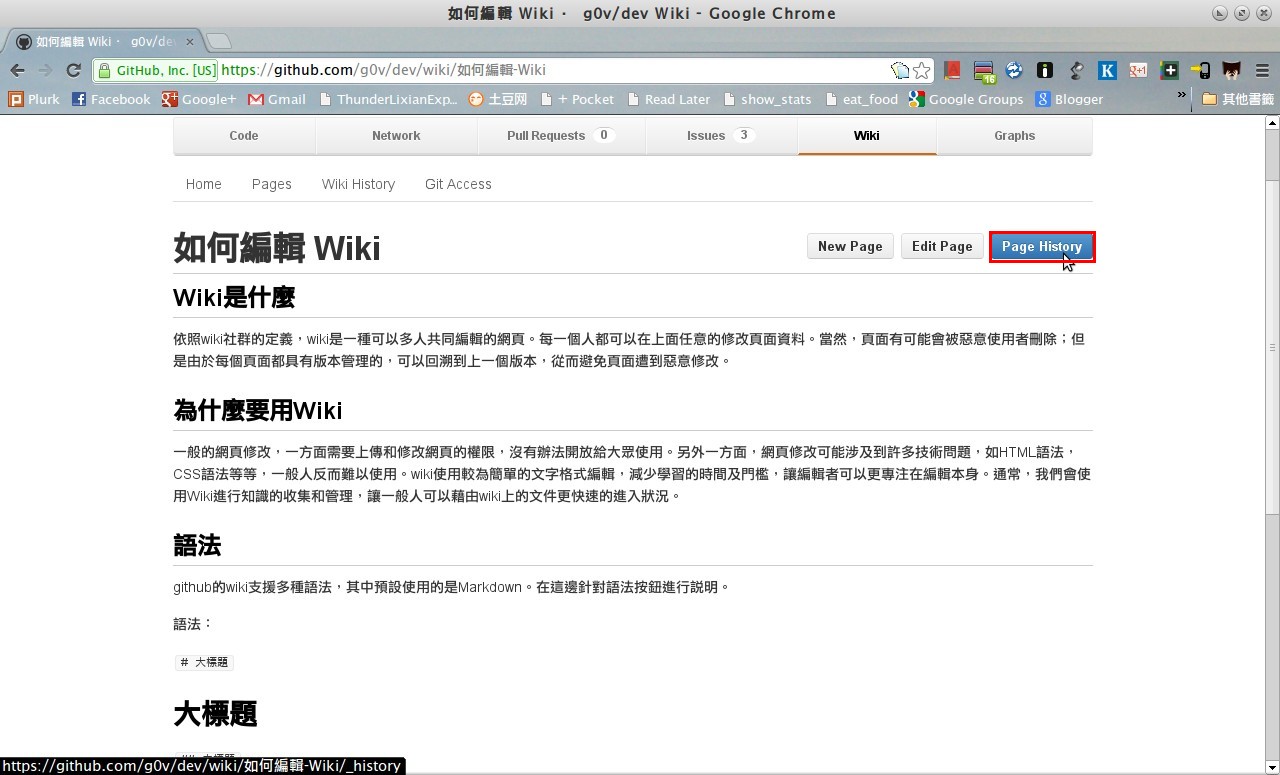 如何編輯 Wiki · g0v/dev Wiki - Google Chrome
如何編輯 Wiki · g0v/de
GitHub, Inc. [US] https://github.com/g0v/dev/wiki/如何編輯-Wiki
Plurk Facebook Google+ Gmail ThunderLixianExp... 土豆网 + Pocket Read Later show_stats eat_food Google Groups Blogger » 其他書籤
Code Network Pull Requests 0 Issues 3 Wiki Graphs
Home Pages Wiki History Git Access
如何編輯 Wiki New Page Edit Page Page History
Wiki是什麼
依照wiki社群的定義，wiki是一種可以多人共同編輯的網頁。每一個人都可以在上面任意的修改頁面資料。當然，頁面有可能會被惡意使用者刪除；但
是由於每個頁面都具有版本管理的，可以回溯到上一個版本，從而避免頁面遭到惡意修改。
為什麼要用Wiki
一般的網頁修改，一方面需要上傳和修改網頁的權限，沒有辦法開放給大眾使用。另外一方面，網頁修改可能涉及到許多技術問題，如HTML語法，
CSS語法等等，一般人反而難以使用。wiki使用較為簡單的文字格式編輯，減少學習的時間及門檻，讓編輯者可以更專注在編輯本身。通常，我們會使
用Wiki進行知識的收集和管理，讓一般人可以藉由wiki上的文件更快速的進入狀況。
語法
github的wiki支援多種語法，其中預設使用的是Markdown。在這邊針對語法按鈕進行說明。
語法：
# 大標題
大標題
https://github.com/g0v/dev/wiki/如何編輯-Wiki/_history